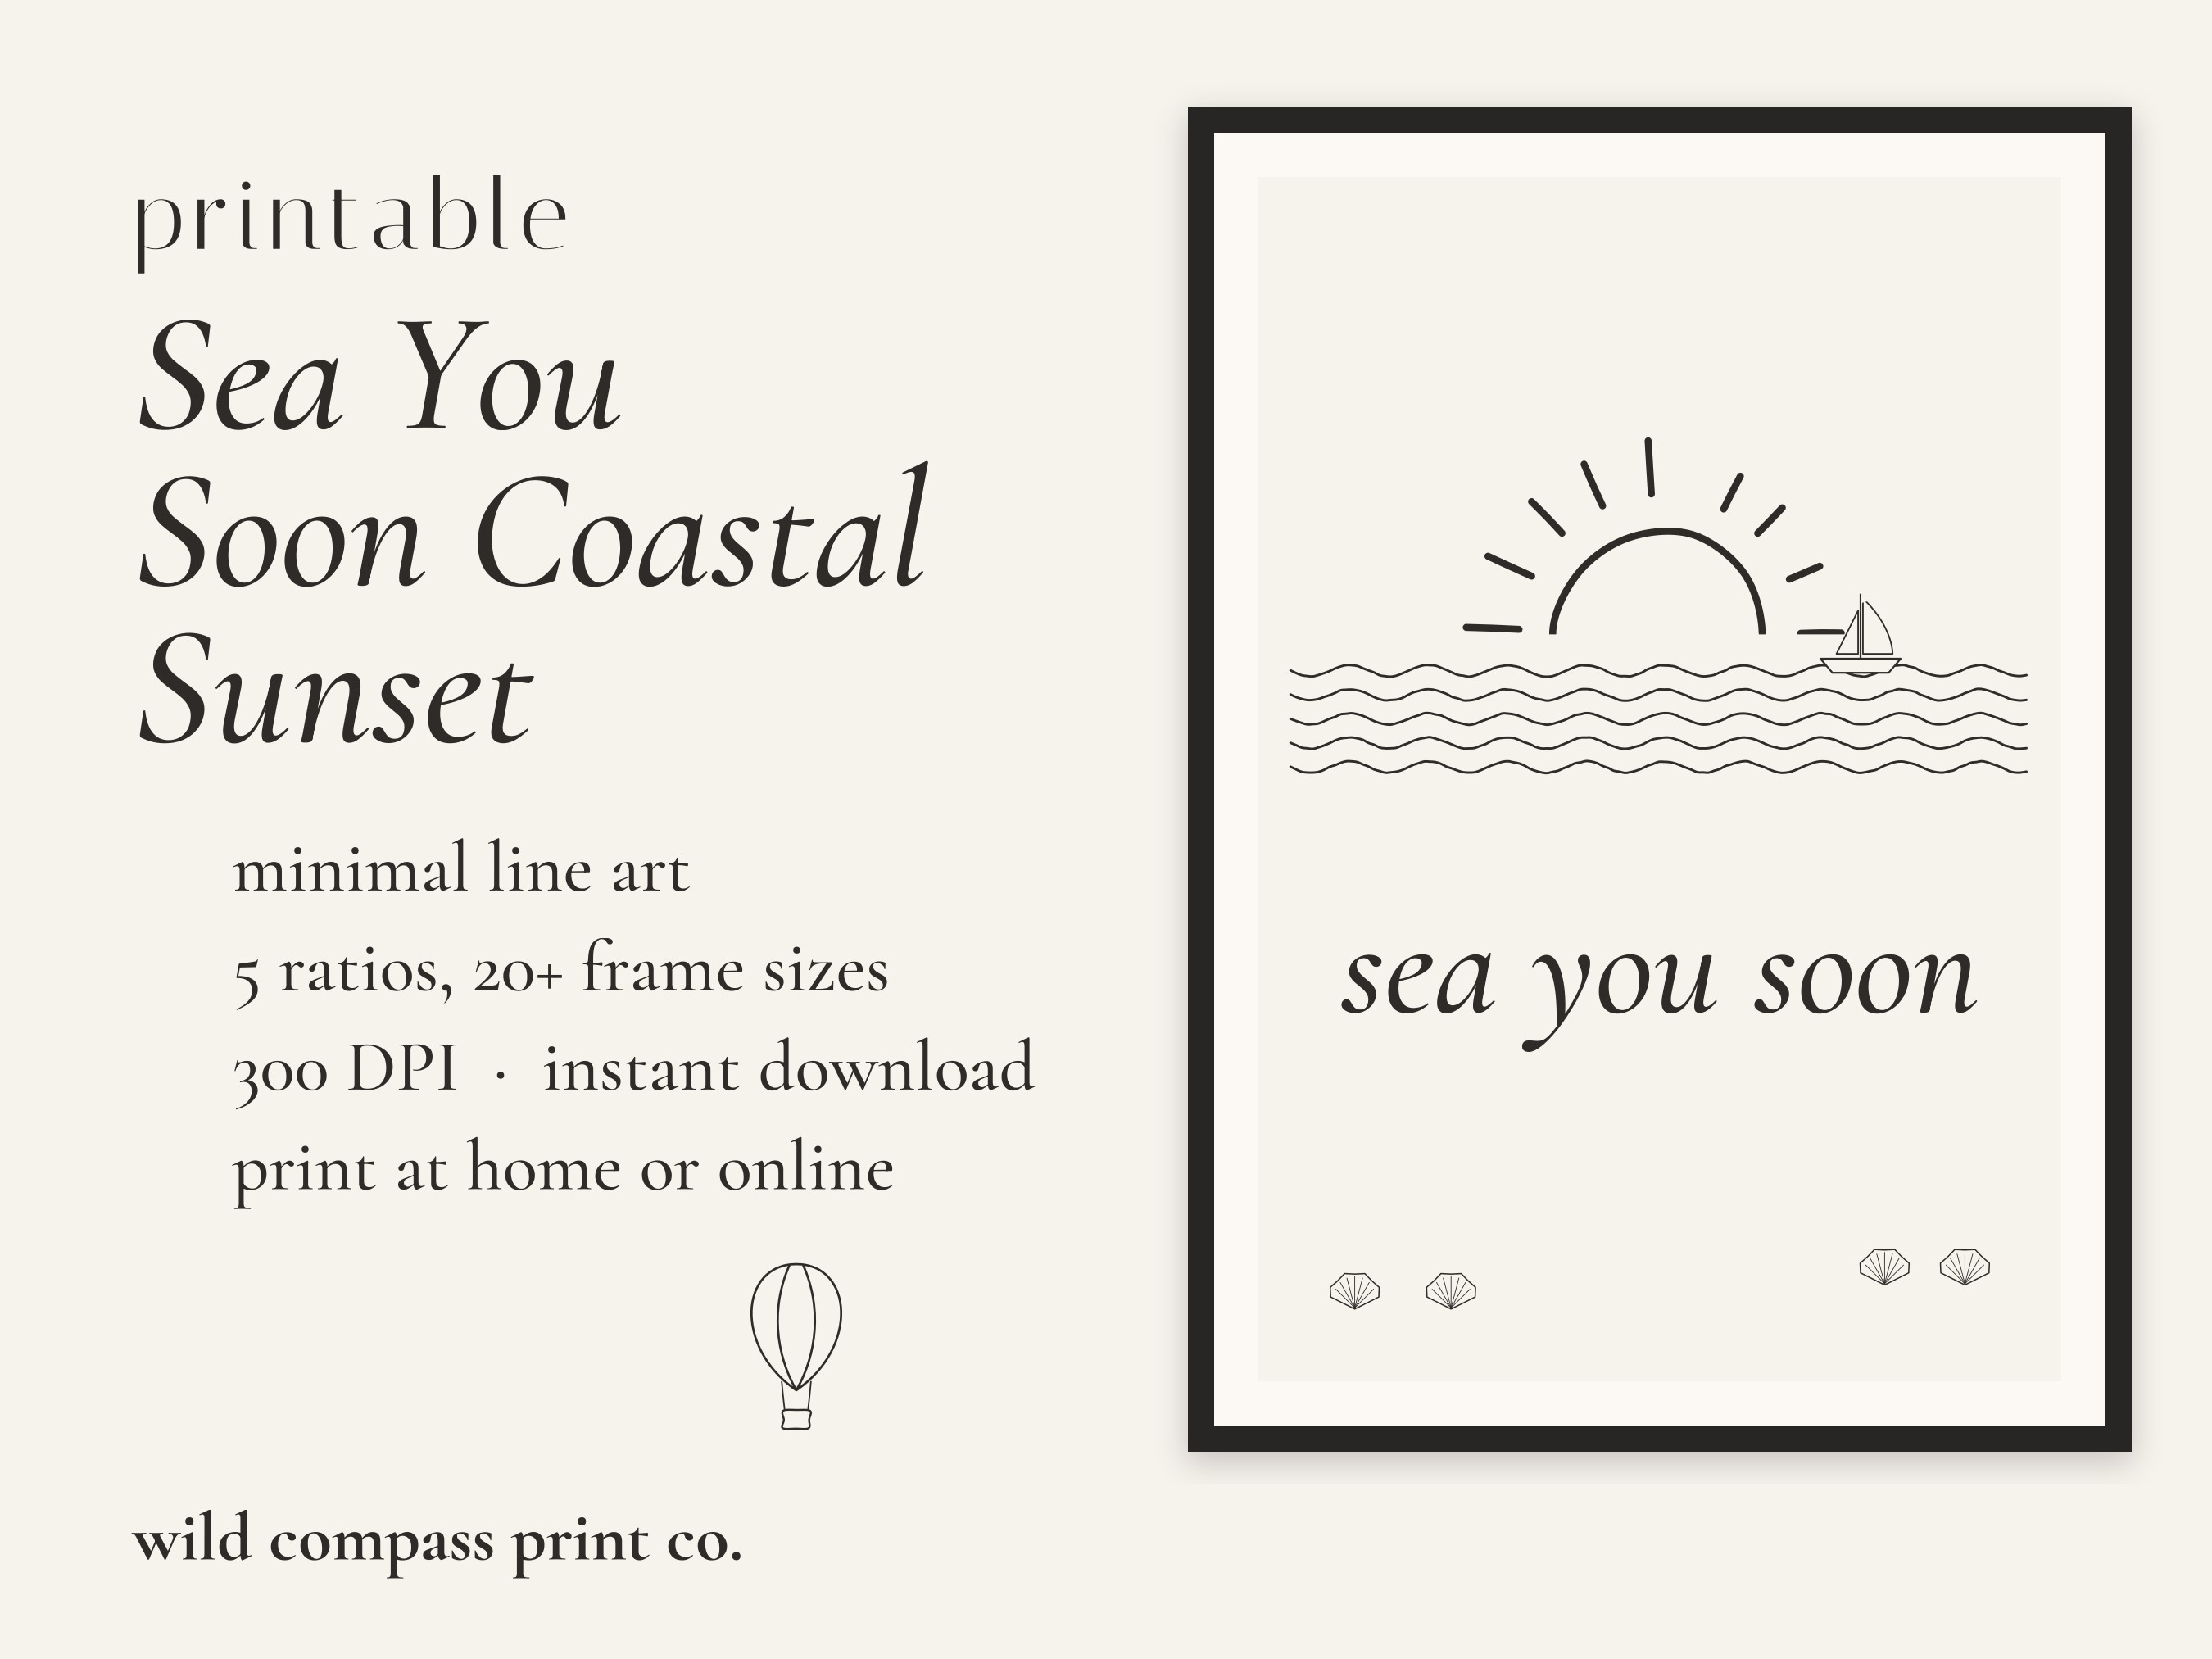 printable
Sea You
Soon Coastal
Sunset
minimal line art
5 ratios, 20+ frame sizes
300 DPI · instant download
print at home or online
wild compass print co.
sea you soon